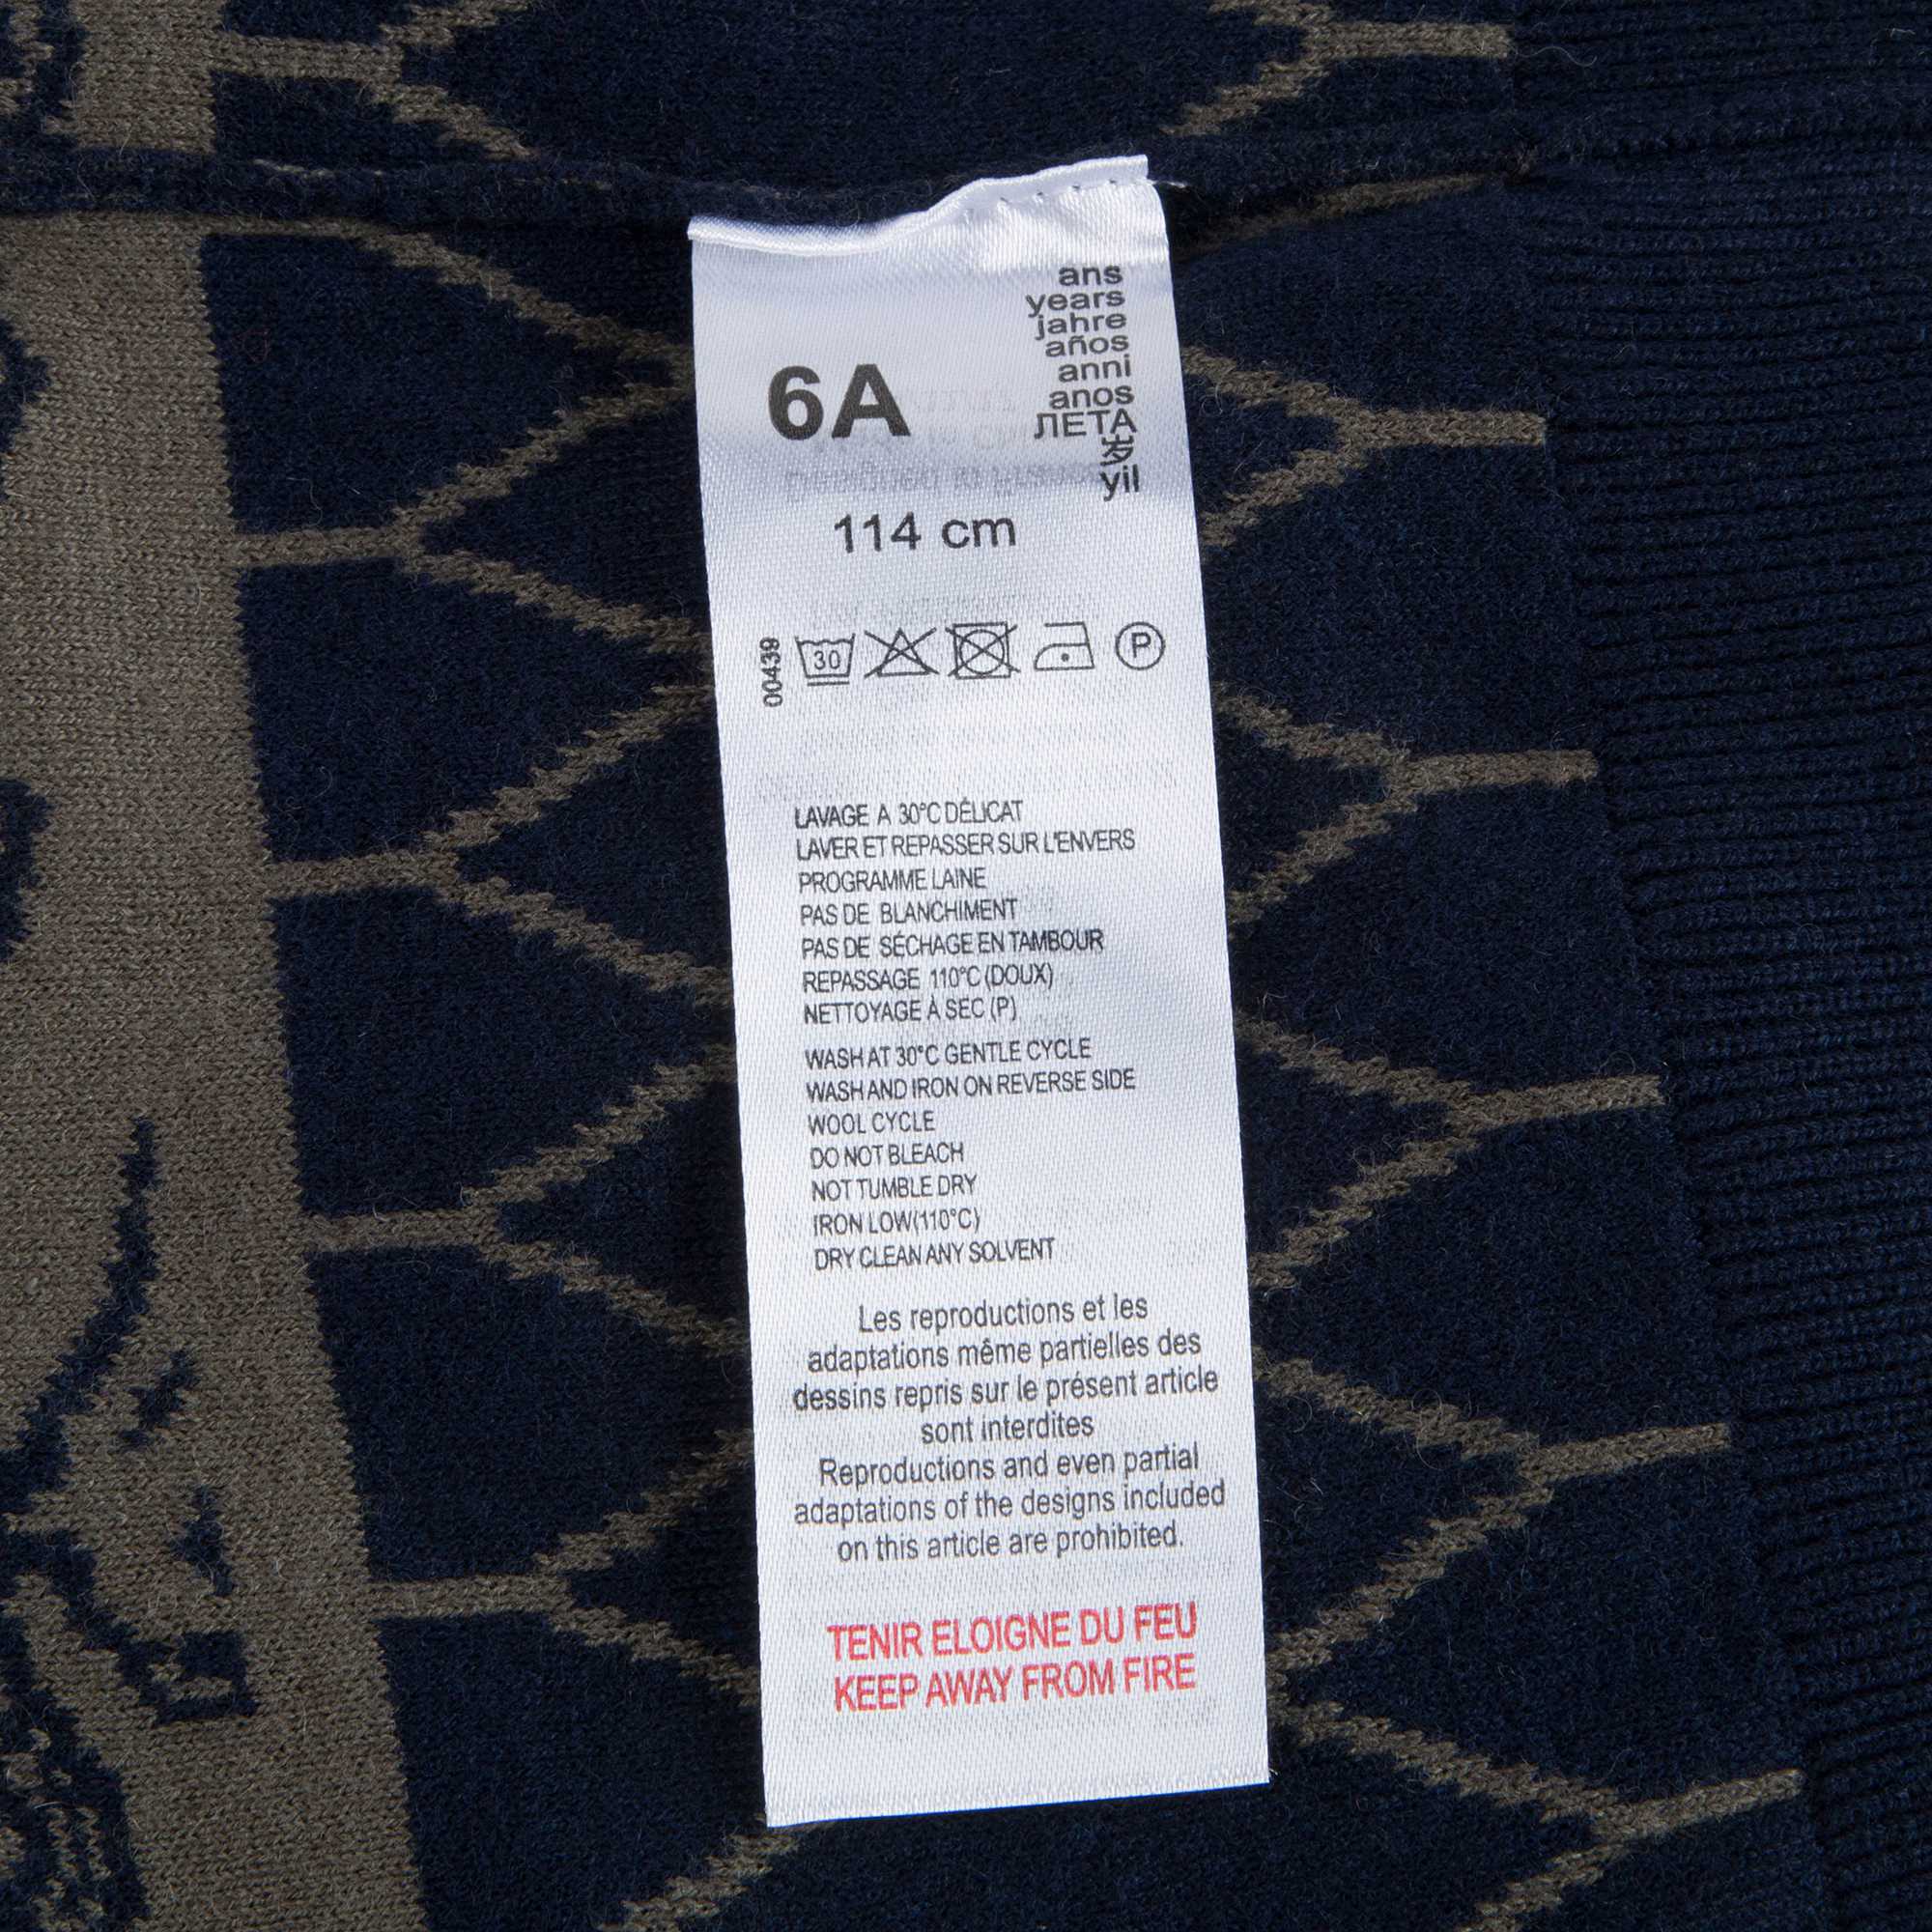 ans
years
jahre
años
anni
anos
ЛЕТА
岁
yil
6A
114 cm
00439
30
P
LAVAGE A 30°C DÉLICAT
LAVER ET REPASSER SUR L'ENVERS
PROGRAMME LAINE
PAS DE BLANCHIMENT
PAS DE SÉCHAGE EN TAMBOUR
REPASSAGE 110°C (DOUX)
NETTOYAGE À SEC (P)
WASH AT 30°C GENTLE CYCLE
WASH AND IRON ON REVERSE SIDE
WOOL CYCLE
DO NOT BLEACH
NOT TUMBLE DRY
IRON LOW(110°C)
DRY CLEAN ANY SOLVENT
Les reproductions et les
adaptations même partielles des
dessins repris sur le présent article
sont interdites
Reproductions and even partial
adaptations of the designs included
on this article are prohibited.
TENIR ELOIGNE DU FEU
KEEP AWAY FROM FIRE